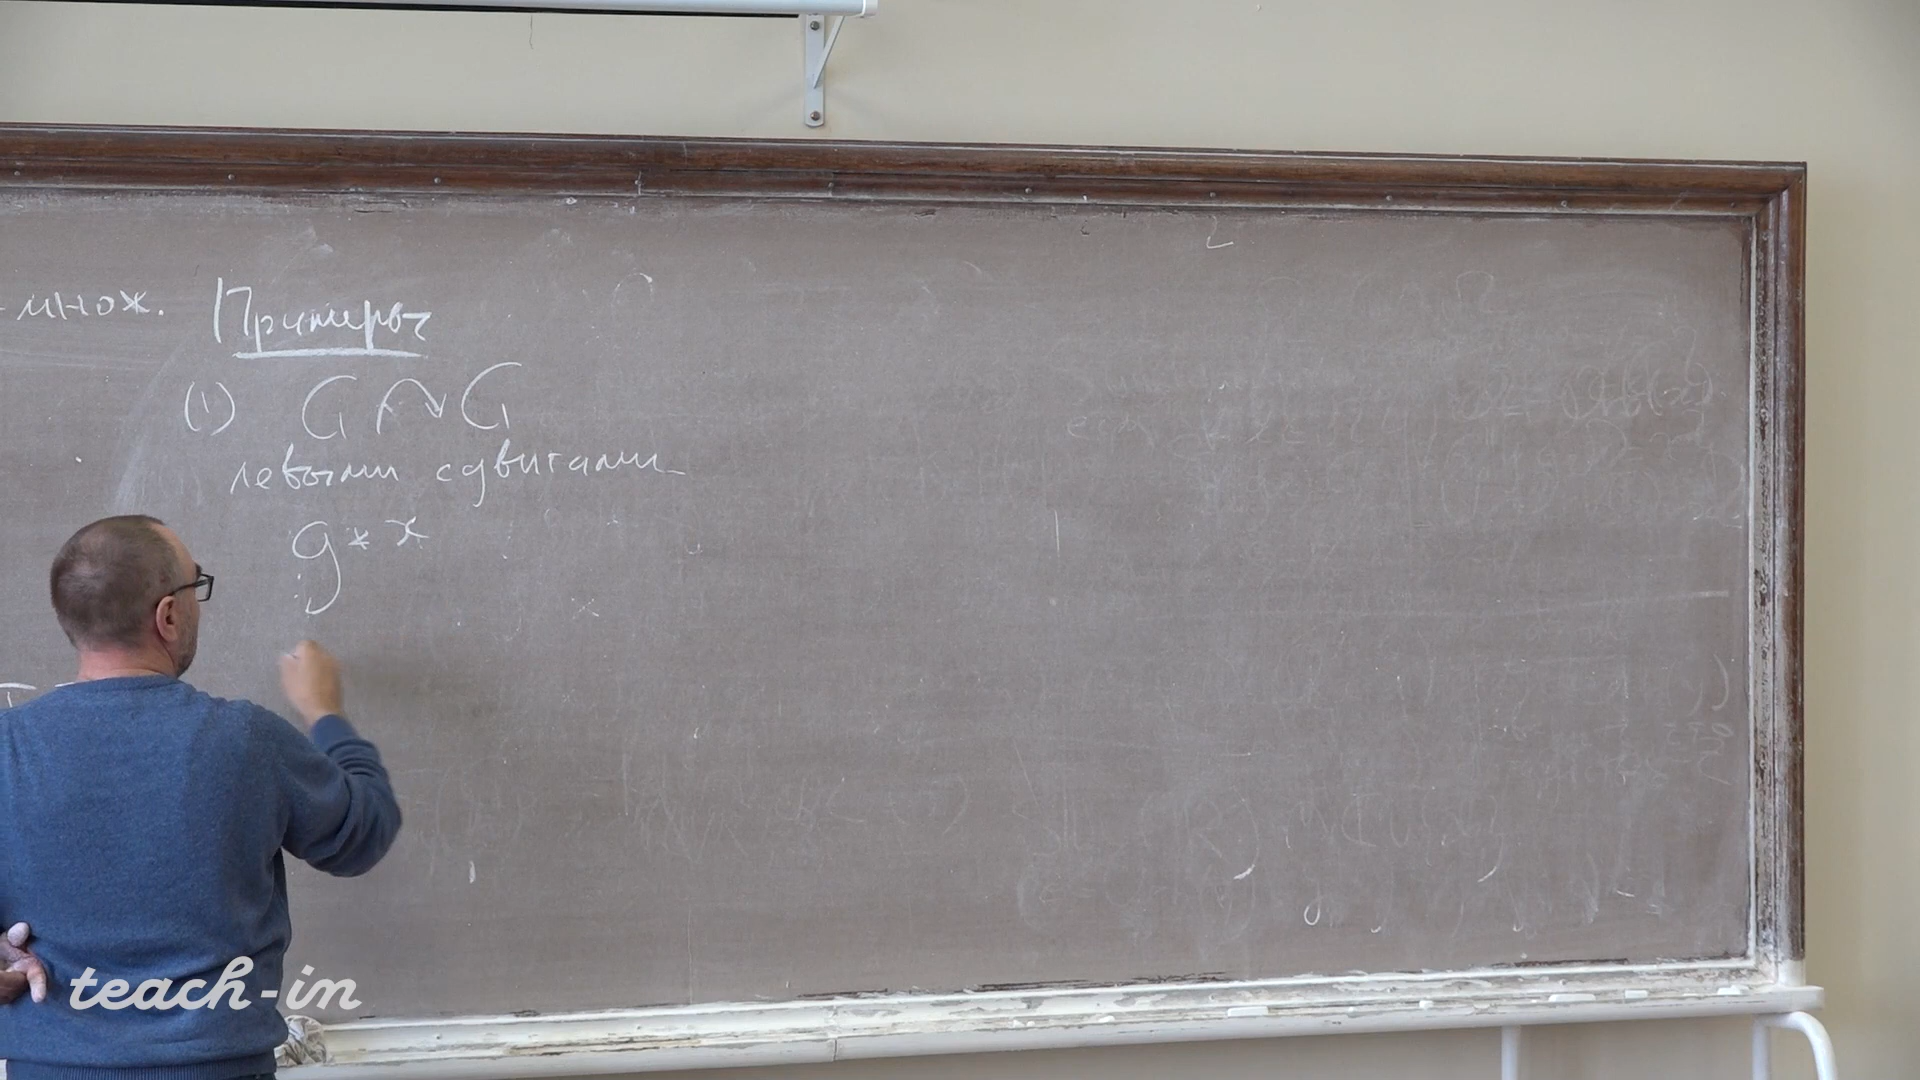 -множ. Примеры
(1) G ↷ G
левыми сдвигами
g * x
teach-in